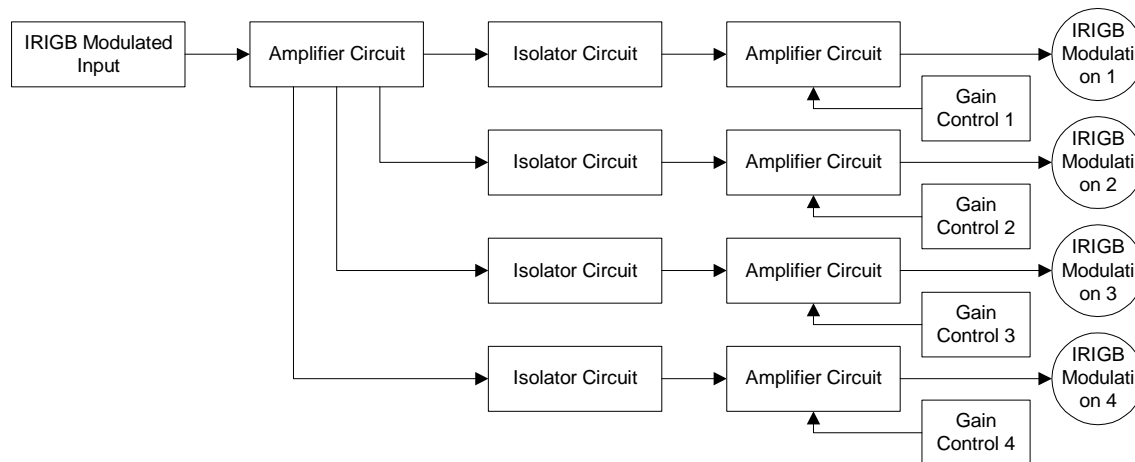 IRIGB Modulated
Input
Amplifier Circuit
Isolator Circuit
Amplifier Circuit
IRIGB
Modulati
on 1
Gain
Control 1
Isolator Circuit
Amplifier Circuit
IRIGB
Modulati
on 2
Gain
Control 2
Isolator Circuit
Amplifier Circuit
IRIGB
Modulati
on 3
Gain
Control 3
Isolator Circuit
Amplifier Circuit
IRIGB
Modulati
on 4
Gain
Control 4